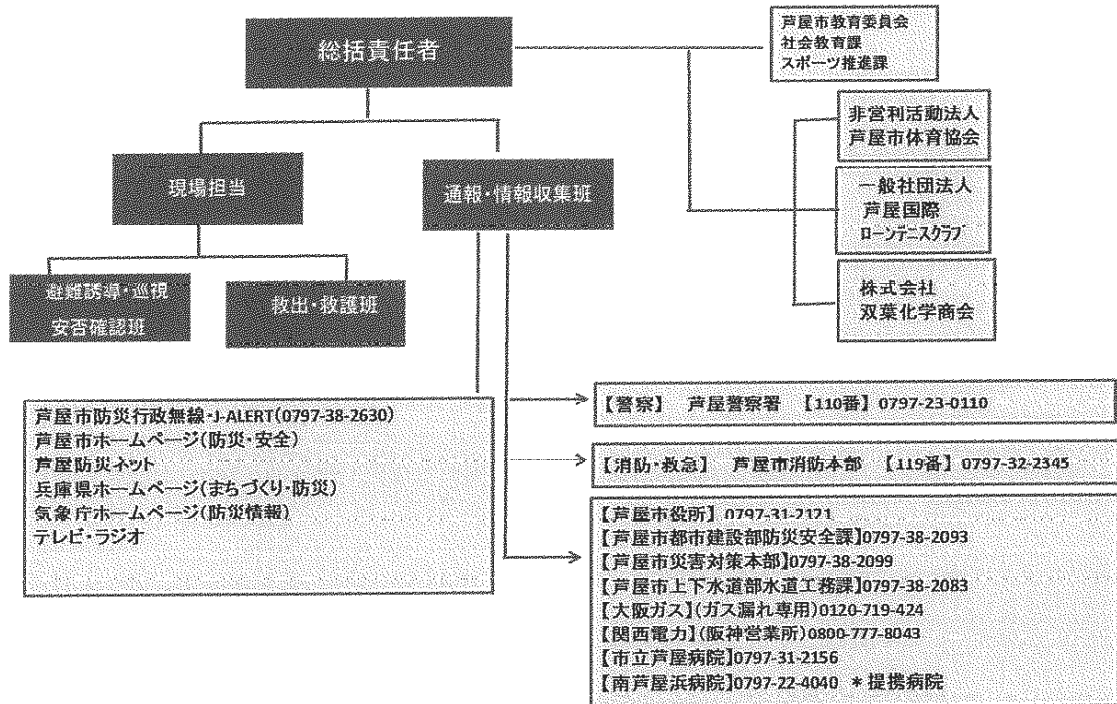 総括責任者
芦屋市教育委員会
社会教育課
スポーツ推進課
非営利活動法人
芦屋市体育協会
一般社団法人
芦屋国際
ローンテニスクラブ
株式会社
双葉化学商会
現場担当
通報・情報収集班
避難誘導・巡視
安否確認班
救出・救護班
芦屋市防災行政無線・J-ALERT(0797-38-2630)
芦屋市ホームページ(防災・安全)
芦屋防災ネット
兵庫県ホームページ(まちづくり・防災)
気象庁ホームページ(防災情報)
テレビ・ラジオ
【警察】 芦屋警察署 【110番】 0797-23-0110
【消防・救急】 芦屋市消防本部 【119番】 0797-32-2345
【芦屋市役所】 0797-31-2121
【芦屋市都市建設部防災安全課】0797-38-2093
【芦屋市災害対策本部】0797-38-2099
【芦屋市上下水道部水道工務課】0797-38-2083
【大阪ガス】(ガス漏れ専用)0120-719-424
【関西電力】(阪神営業所)0800-777-8043
【市立芦屋病院】0797-31-2156
【南芦屋浜病院】0797-22-4040 *提携病院